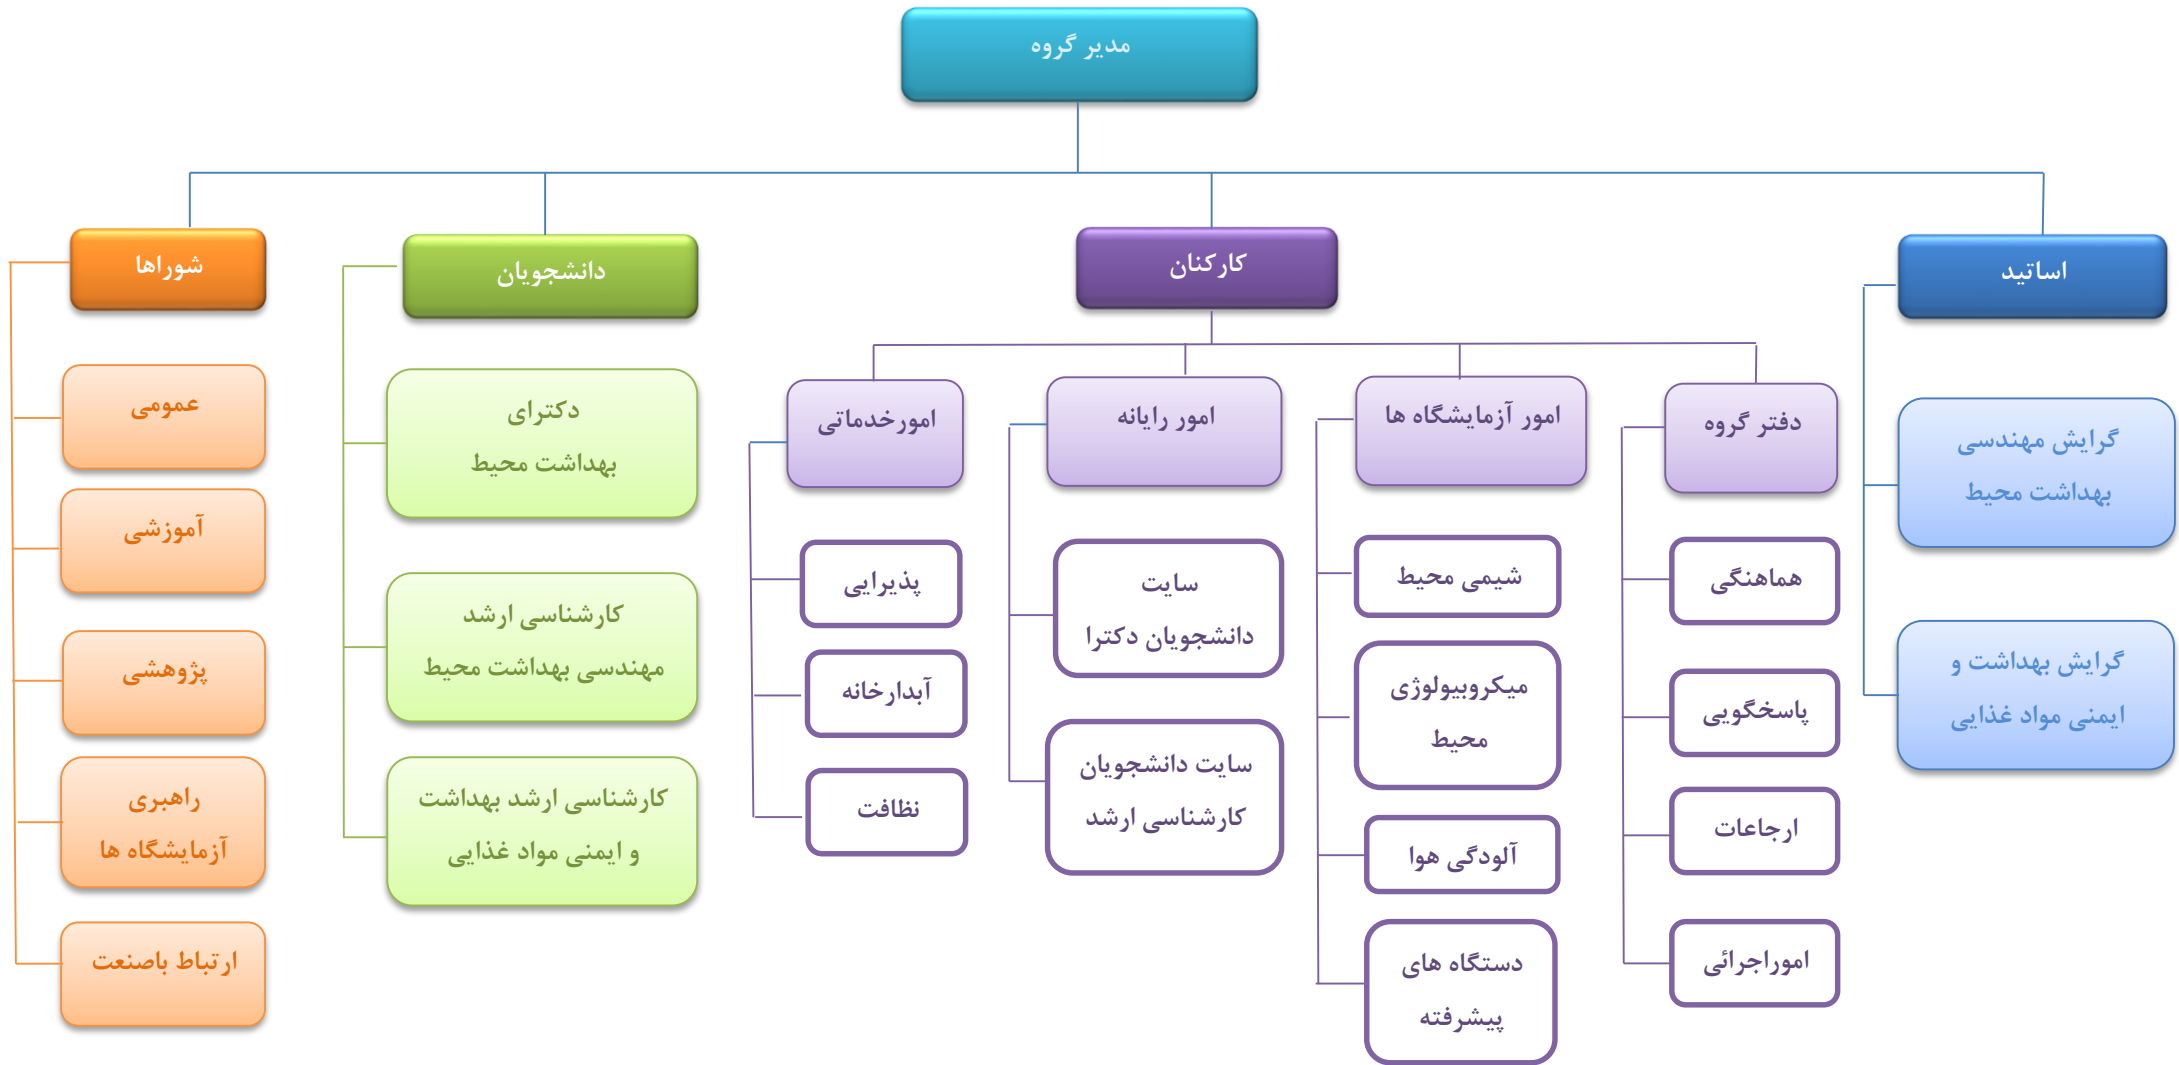 مدیر گروه
اساتید
گرایش مهندسی
بهداشت محیط
گرایش بهداشت و
ایمنی مواد غذایی
کارکنان
دفتر گروه
هماهنگی
پاسخگویی
ارجاعات
اموراجرائی
امور آزمایشگاه ها
شیمی محیط
میکروبیولوژی
محیط
آلودگی هوا
دستگاه های
پیشرفته
امور رایانه
سایت
دانشجویان دکترا
سایت دانشجویان
کارشناسی ارشد
امورخدماتی
پذیرایی
آبدارخانه
نظافت
دانشجویان
دکترای
بهداشت محیط
کارشناسی ارشد
مهندسی بهداشت محیط
کارشناسی ارشد بهداشت
و ایمنی مواد غذایی
شوراها
عمومی
آموزشی
پژوهشی
راهبری
آزمایشگاه ها
ارتباط باصنعت